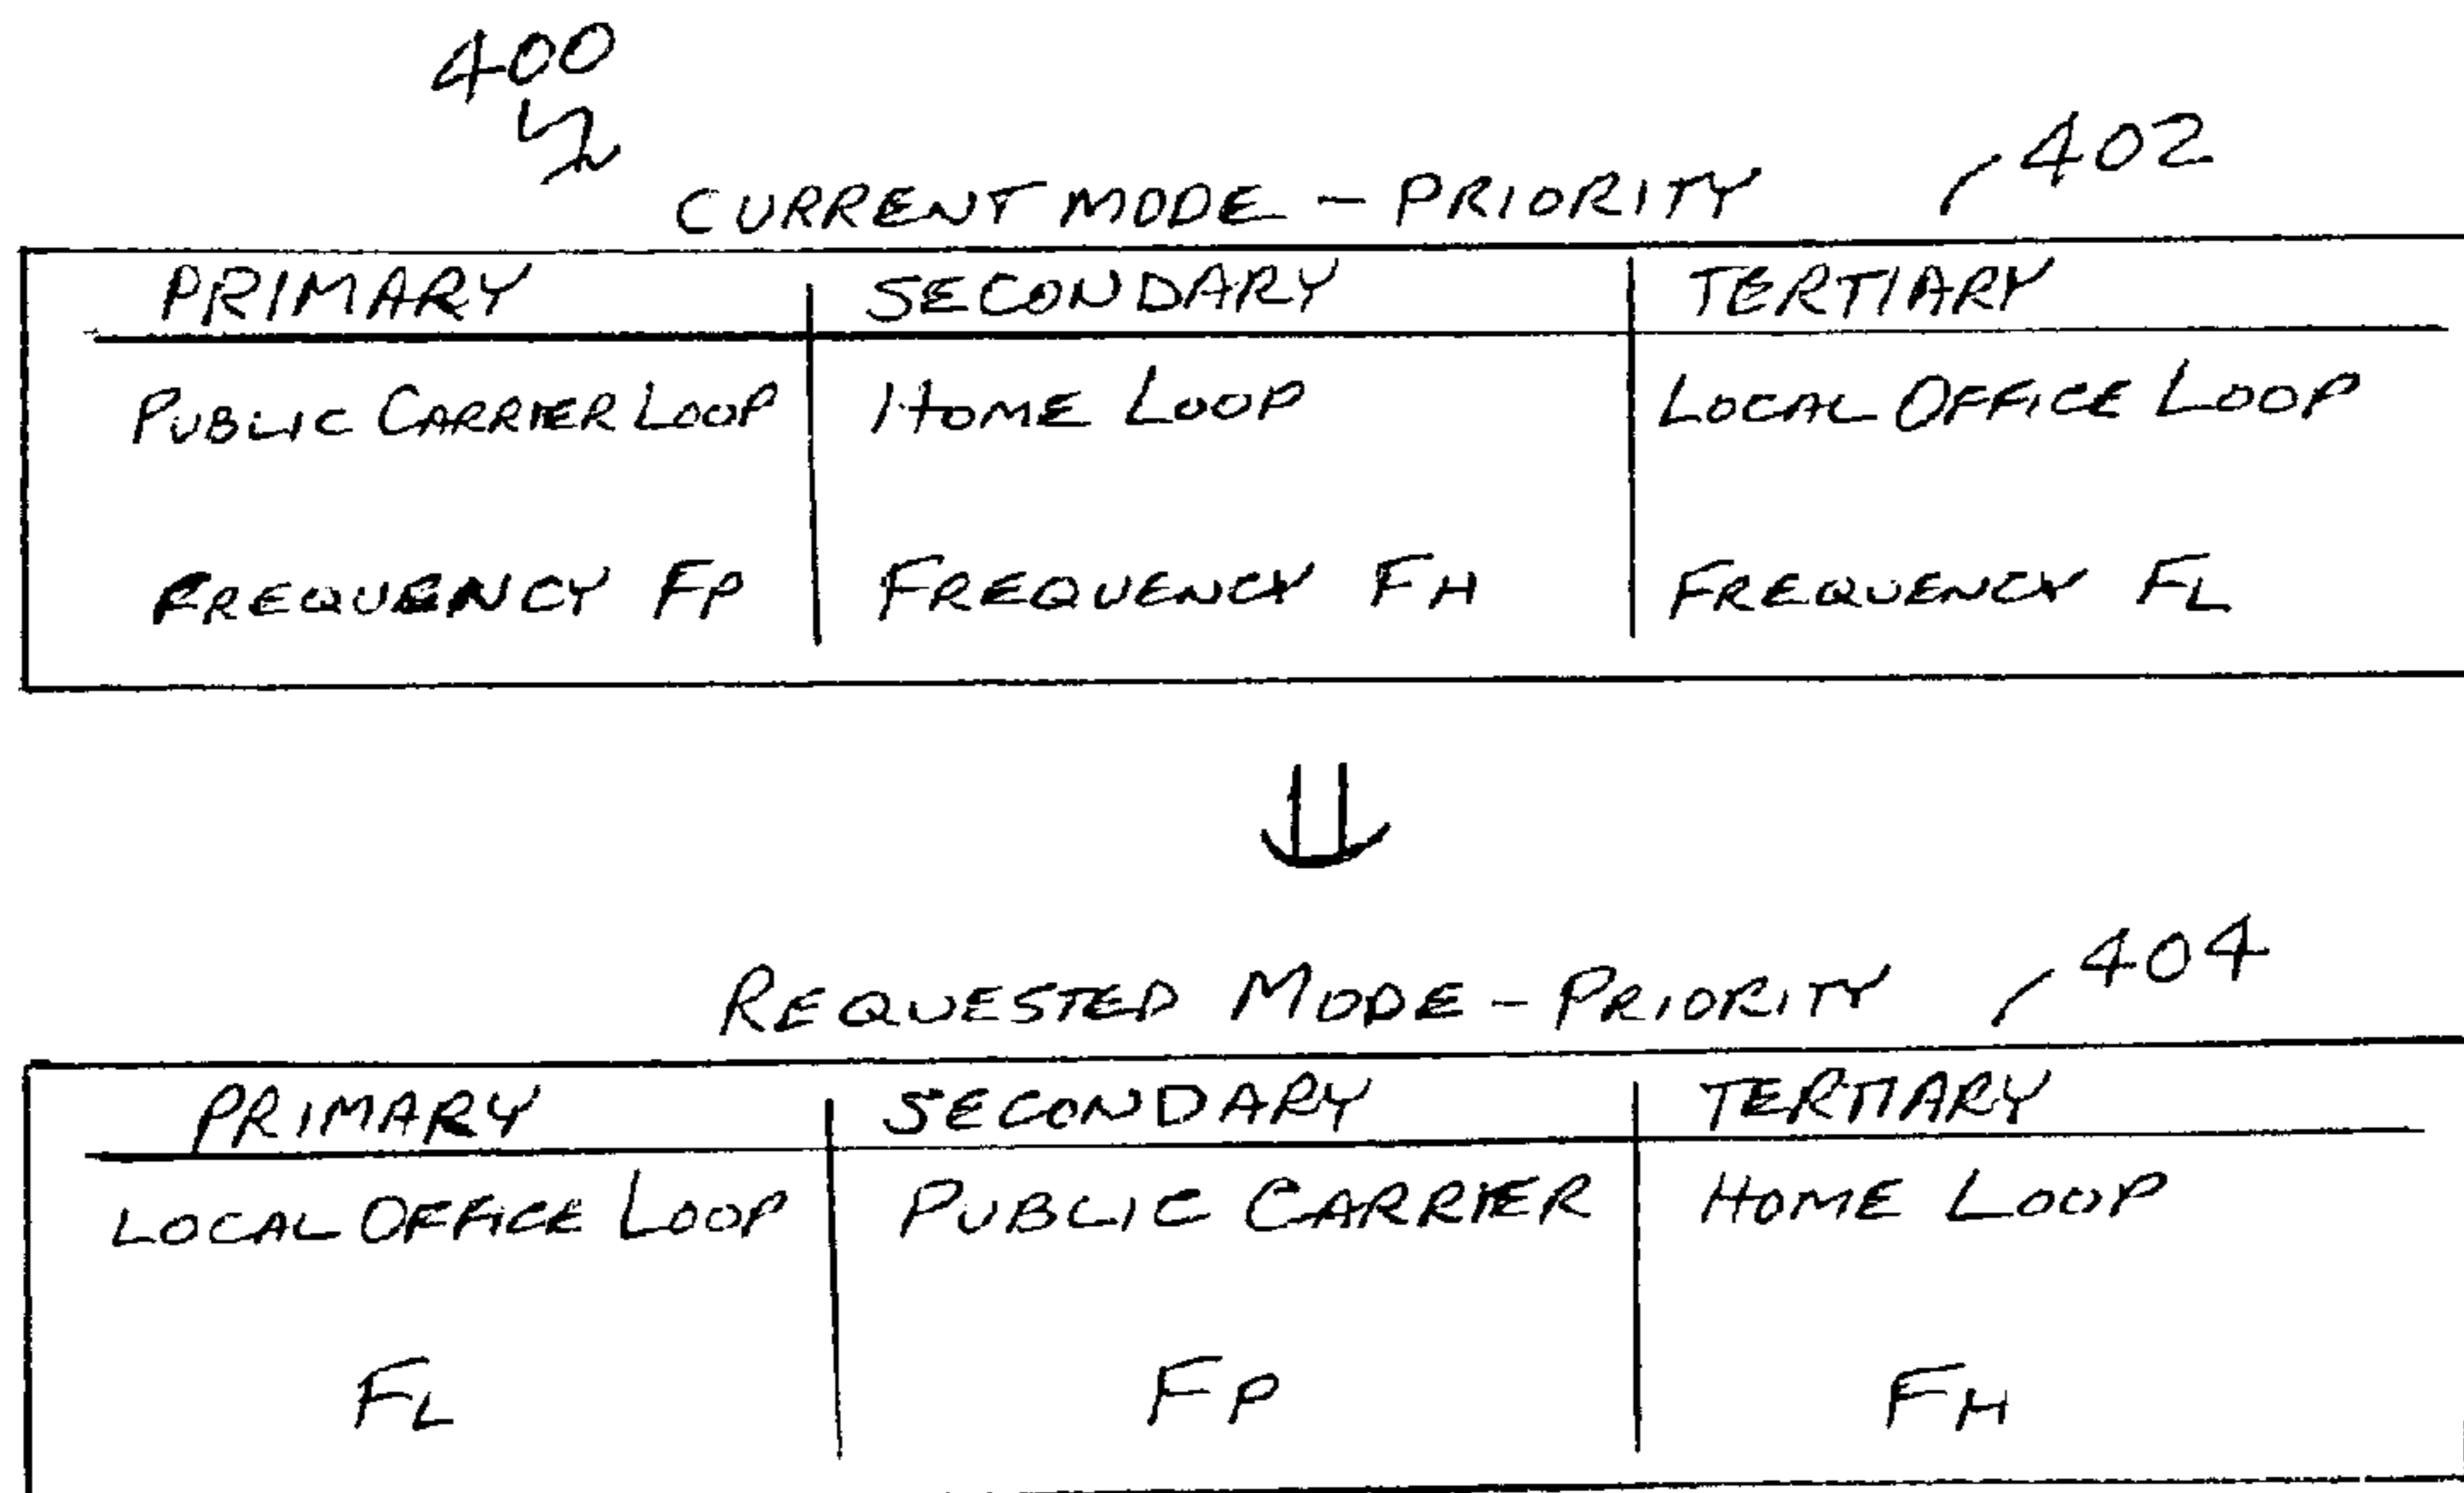 400
CURRENT MODE - PRIORITY 402
PRIMARY SECONDARY TERTIARY
PUBLIC CARRIER LOOP HOME LOOP LOCAL OFFICE LOOP
FREQUENCY FP FREQUENCY FH FREQUENCY FL
REQUESTED MODE - PRIORITY 404
PRIMARY SECONDARY TERTIARY
LOCAL OFFICE LOOP PUBLIC CARRIER HOME LOOP
FL FP FH